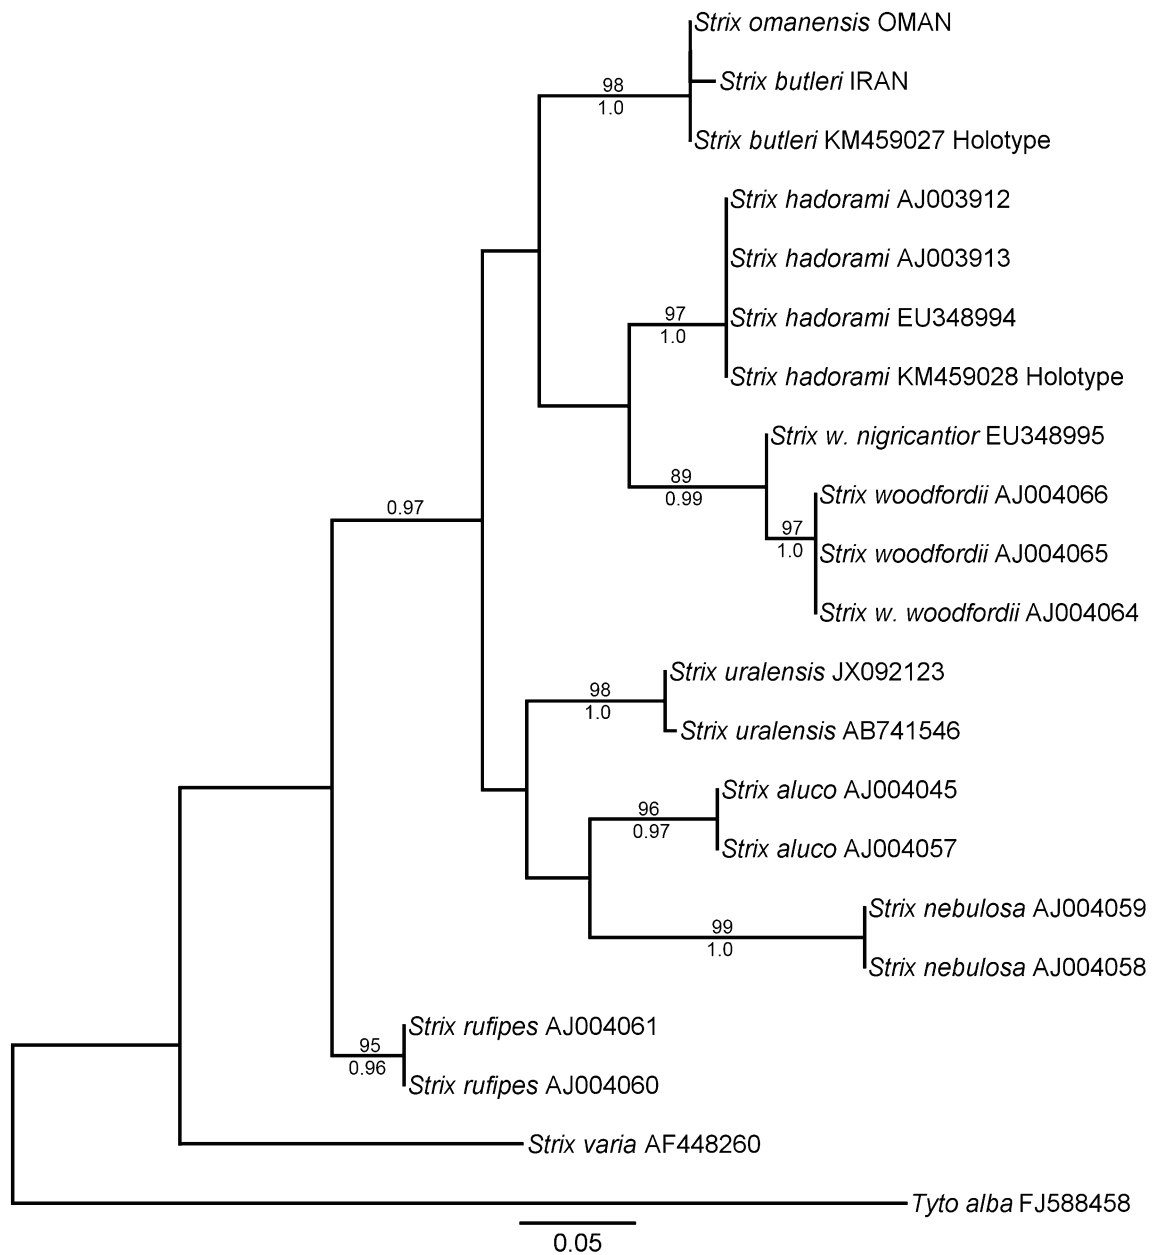 Strix omanensis OMAN
Strix butleri IRAN
98
1.0
Strix butleri KM459027 Holotype
Strix hadorami AJ003912
Strix hadorami AJ003913
97
Strix hadorami EU348994
1.0
Strix hadorami KM459028 Holotype
Strix w. nigricantior EU348995
89
0.99
Strix woodfordii AJ004066
0.97
97
1.0
Strix woodfordii AJ004065
Strix w. woodfordii AJ004064
Strix uralensis JX092123
98
1.0
Strix uralensis AB741546
Strix aluco AJ004045
96
0.97
Strix aluco AJ004057
Strix nebulosa AJ004059
99
1.0
Strix nebulosa AJ004058
Strix rufipes AJ004061
95
0.96
Strix rufipes AJ004060
Strix varia AF448260
Tyto alba FJ588458
0.05